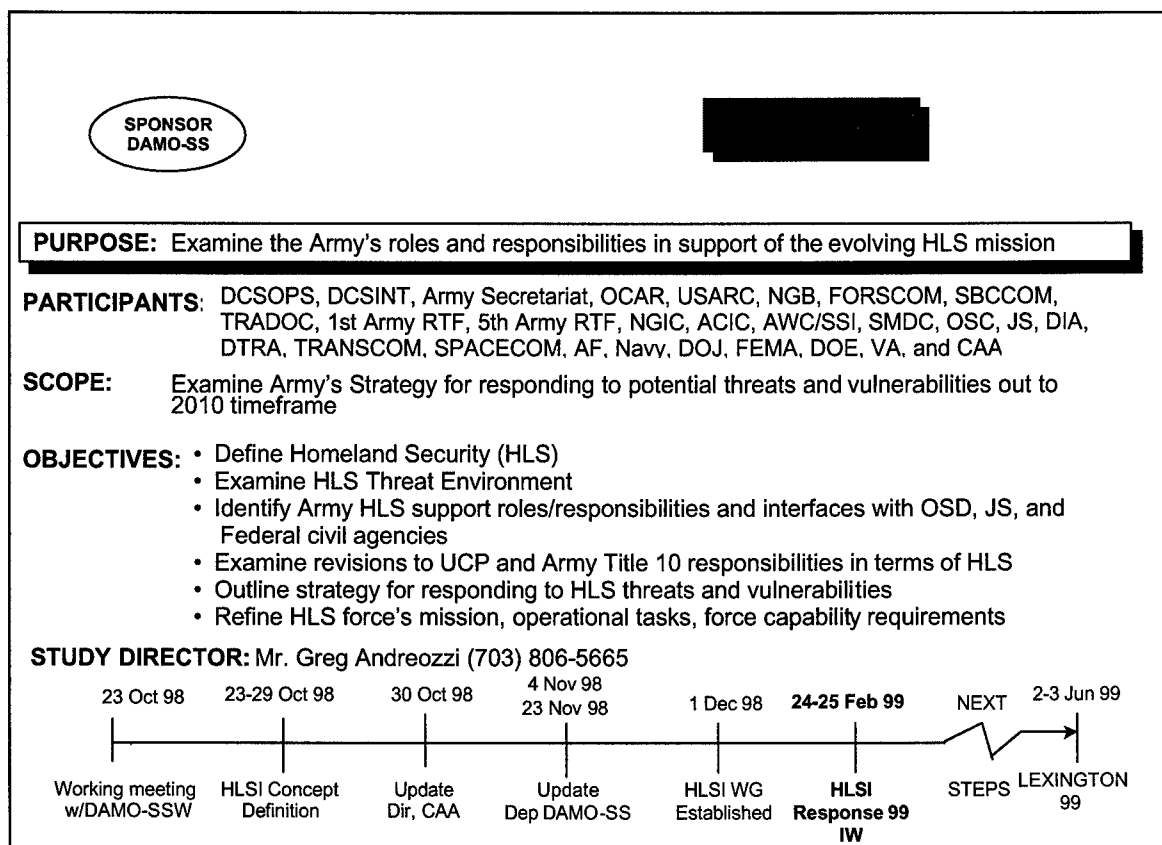 SPONSOR
DAMO-SS
PURPOSE: Examine the Army's roles and responsibilities in support of the evolving HLS mission
PARTICIPANTS: DCSOPS, DCSINT, Army Secretariat, OCAR, USARC, NGB, FORSCOM, SBCCOM,
TRADOC, 1st Army RTF, 5th Army RTF, NGIC, ACIC, AWC/SSI, SMDC, OSC, JS, DIA,
DTRA, TRANSCOM, SPACECOM, AF, Navy, DOJ, FEMA, DOE, VA, and CAA
SCOPE: Examine Army's Strategy for responding to potential threats and vulnerabilities out to
2010 timeframe
OBJECTIVES: • Define Homeland Security (HLS)
• Examine HLS Threat Environment
• Identify Army HLS support roles/responsibilities and interfaces with OSD, JS, and
Federal civil agencies
• Examine revisions to UCP and Army Title 10 responsibilities in terms of HLS
• Outline strategy for responding to HLS threats and vulnerabilities
• Refine HLS force's mission, operational tasks, force capability requirements
STUDY DIRECTOR: Mr. Greg Andreozzi (703) 806-5665
23 Oct 98
Working meeting
w/DAMO-SSW
23-29 Oct 98
HLSI Concept
Definition
30 Oct 98
Update
Dir, CAA
4 Nov 98
23 Nov 98
Update
Dep DAMO-SS
1 Dec 98
HLSI WG
Established
24-25 Feb 99
HLSI
Response 99
IW
NEXT
STEPS
2-3 Jun 99
LEXINGTON
99